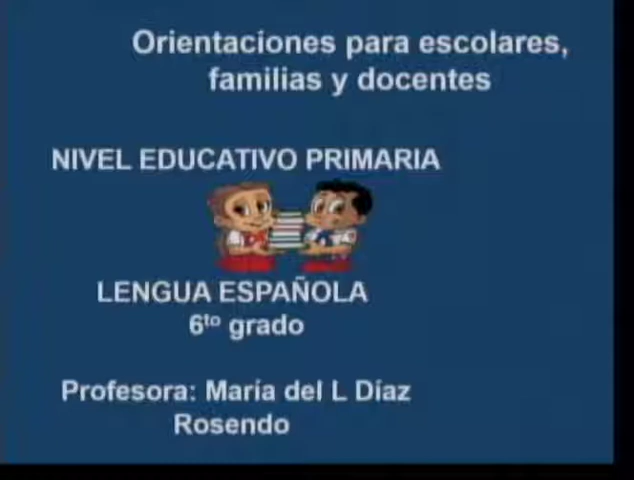 Orientaciones para escolares,
familias y docentes
NIVEL EDUCATIVO PRIMARIA
LENGUA ESPAÑOLA
6to grado
Profesora: María del L Díaz
Rosendo